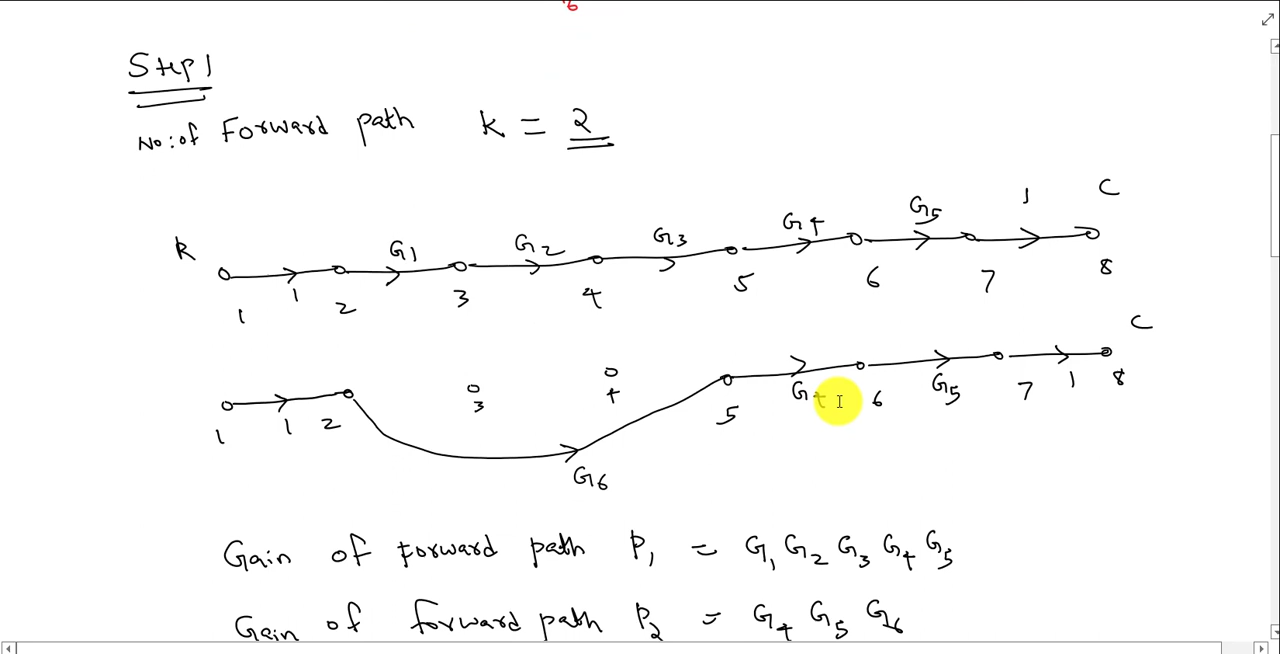 6
Step 1
No: of Forward path K = 2
R G1 G2 G3 G4 G5 1 C
1 1 2 3 4 5 6 7 8
C
3 4
1 1 2 5 G4 6 G5 7 1 8
G6
Gain of forward path P1 = G1 G2 G3 G4 G5
Gain of forward path P2 = G4 G5 G6